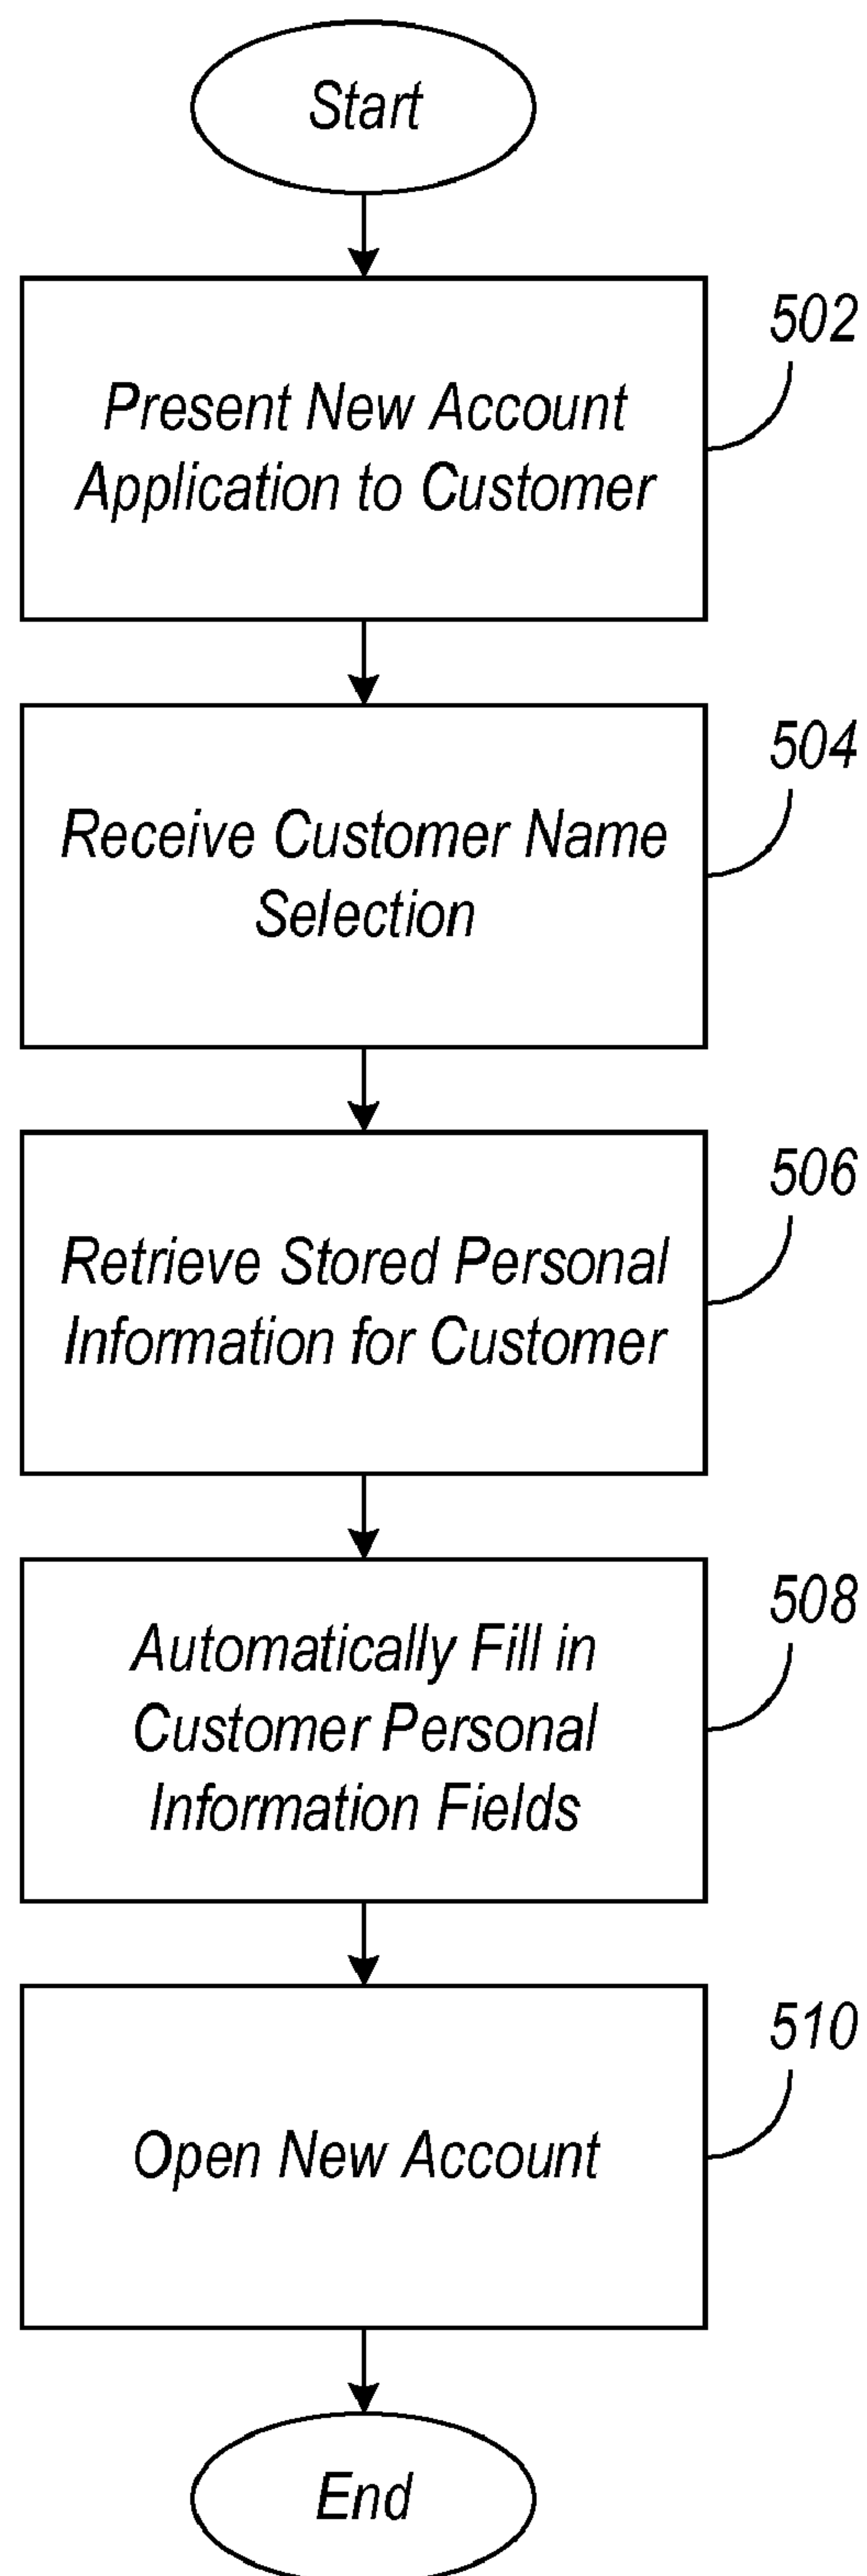 Start
502
Present New Account
Application to Customer
504
Receive Customer Name
Selection
506
Retrieve Stored Personal
Information for Customer
508
Automatically Fill in
Customer Personal
Information Fields
510
Open New Account
End